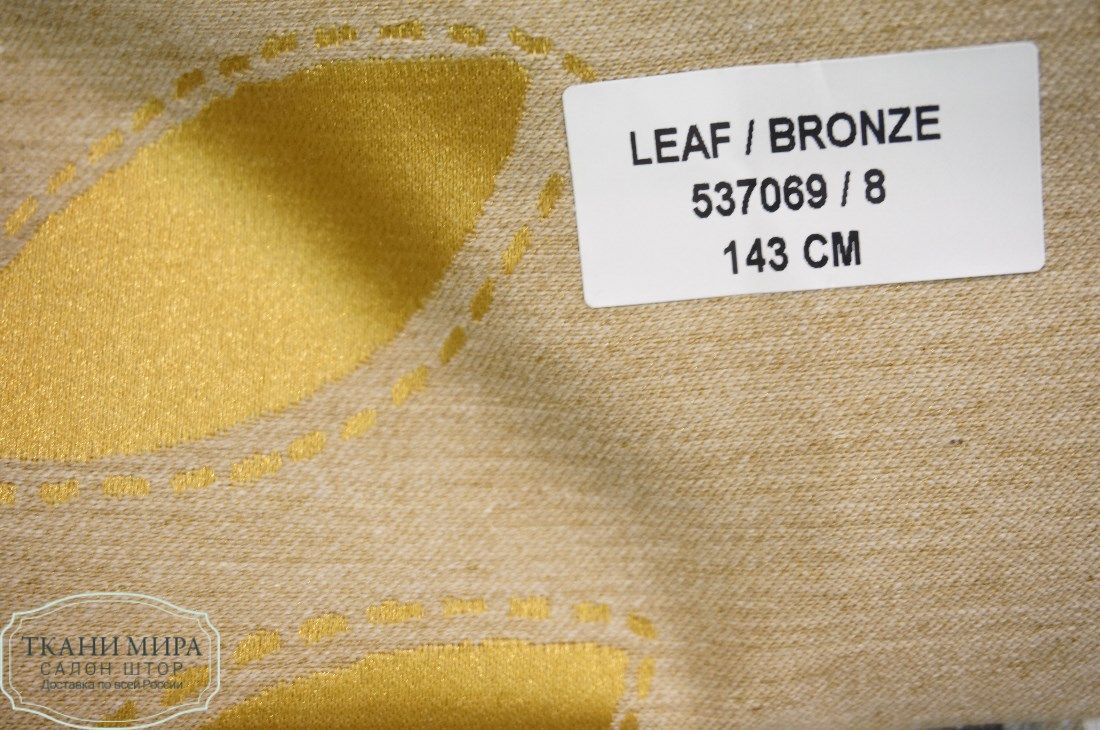 LEAF / BRONZE
537069 / 8
143 CM
ТКАНИ МИРА
САЛОН ШТОР
Доставка по всей России